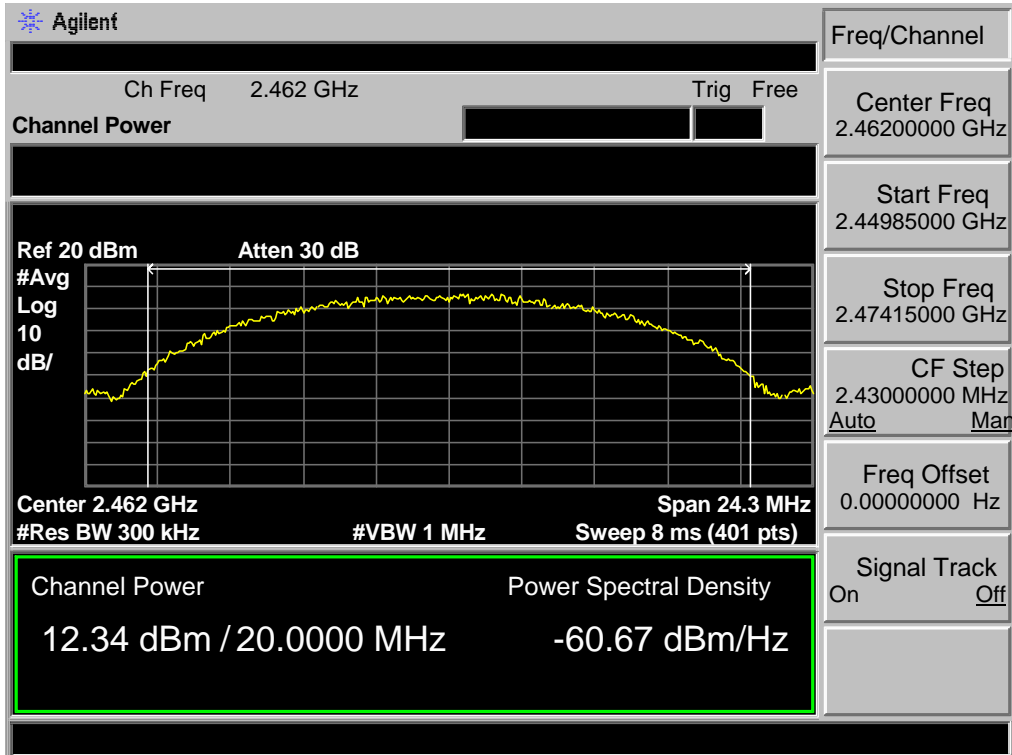 Agilent
Freq/Channel
Ch Freq 2.462 GHz Trig Free
Channel Power
Center Freq
2.46200000 GHz
Start Freq
2.44985000 GHz
Stop Freq
2.47415000 GHz
CF Step
2.43000000 MHz
Auto Man
Freq Offset
0.00000000 Hz
Signal Track
On Off
Ref 20 dBm Atten 30 dB
#Avg
Log
10
dB/
Center 2.462 GHz Span 24.3 MHz
#Res BW 300 kHz #VBW 1 MHz Sweep 8 ms (401 pts)
Channel Power Power Spectral Density
12.34 dBm / 20.0000 MHz -60.67 dBm/Hz